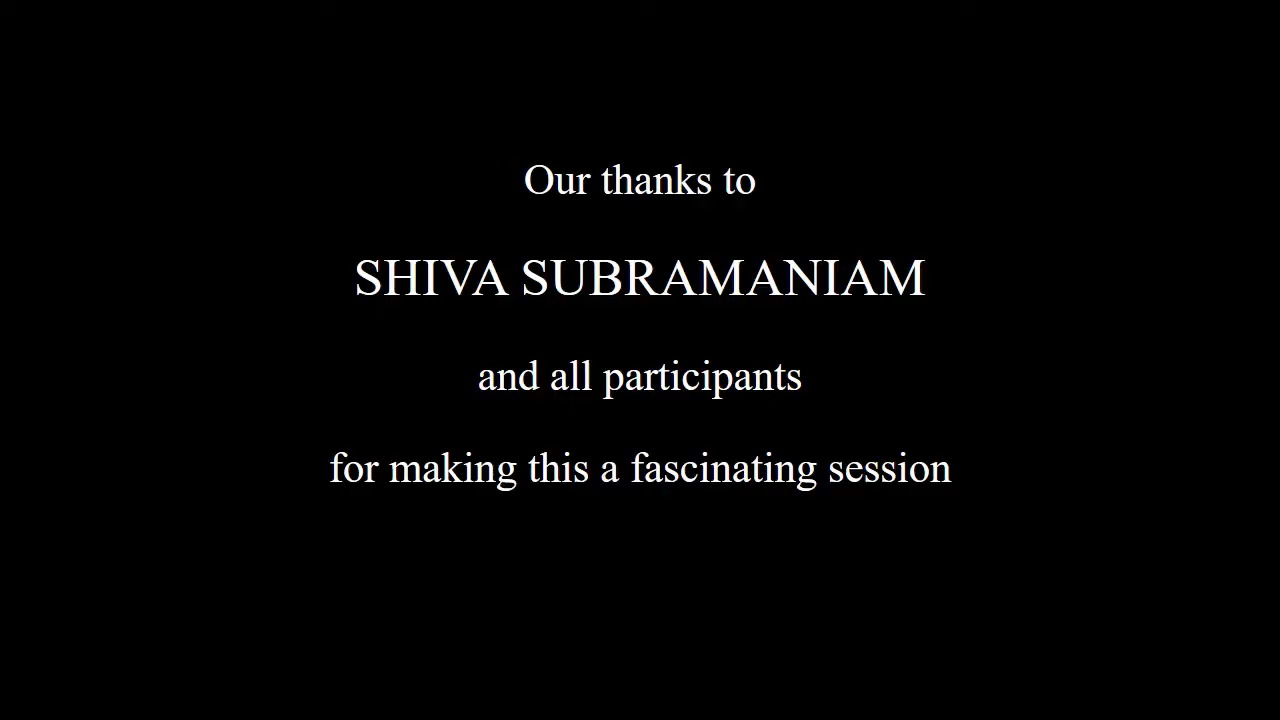 Our thanks to
SHIVA SUBRAMANIAM
and all participants
for making this a fascinating session